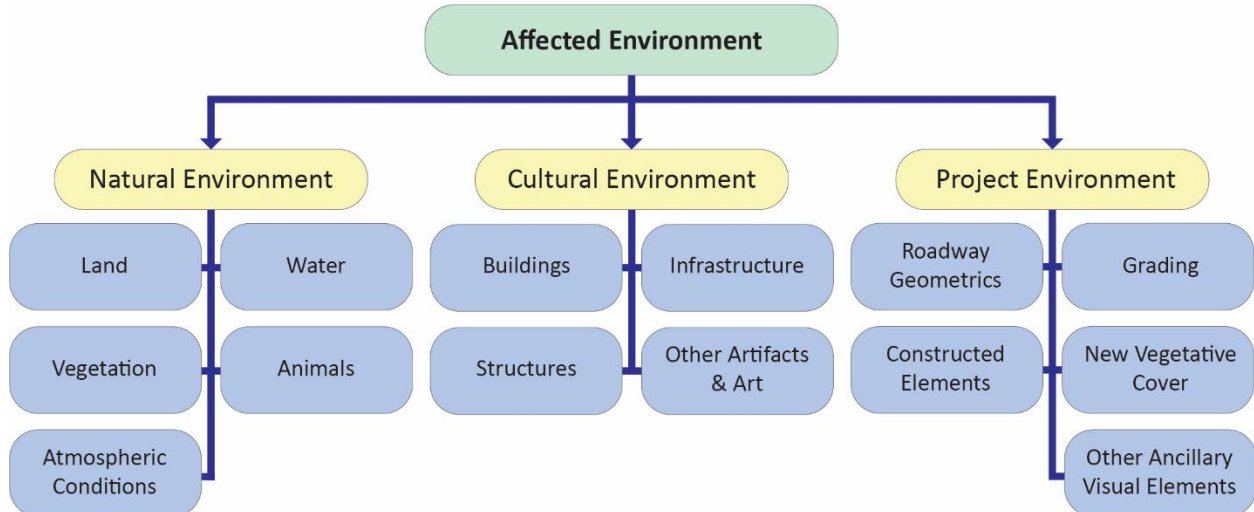 Affected Environment
Natural Environment
Land
Water
Vegetation
Animals
Atmospheric
Conditions
Cultural Environment
Buildings
Infrastructure
Structures
Other Artifacts
& Art
Project Environment
Roadway
Geometrics
Grading
Constructed
Elements
New Vegetative
Cover
Other Ancillary
Visual Elements